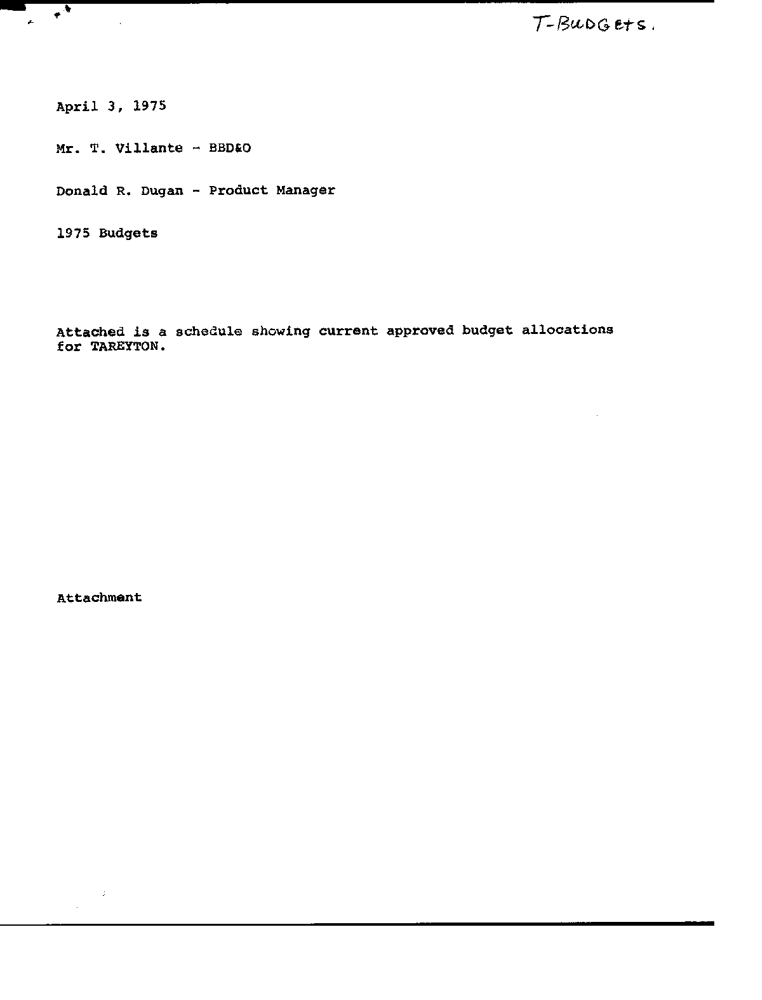 T-BUDGEtS.
April 3, 1975
Mr. T. Villante - BBD&O
Donald R. Dugan - Product Manager
1975 Budgets
Attached is a schedule showing current approved budget allocations
for TAREYTON.
Attachment